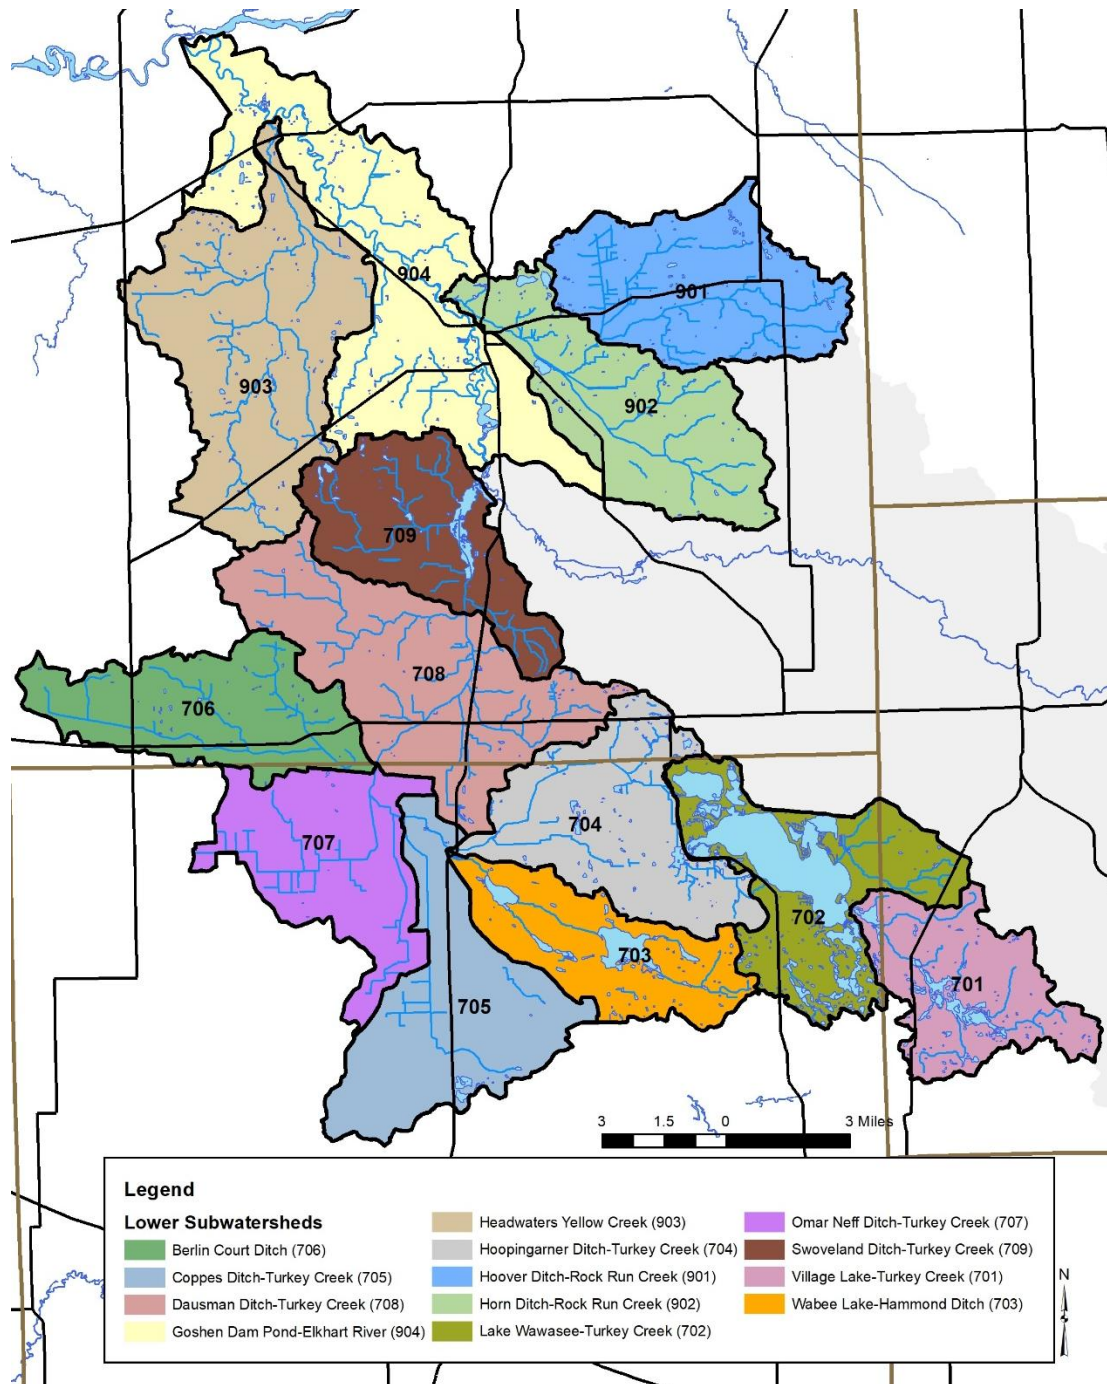 904
901
903
902
709
708
706
704
707
702
703
701
705
3 1.5 0 3 Miles
Legend
Lower Subwatersheds
Berlin Court Ditch (706)
Coppes Ditch-Turkey Creek (705)
Dausman Ditch-Turkey Creek (708)
Goshen Dam Pond-Elkhart River (904)
Headwaters Yellow Creek (903)
Hoopingarner Ditch-Turkey Creek (704)
Hoover Ditch-Rock Run Creek (901)
Horn Ditch-Rock Run Creek (902)
Lake Wawasee-Turkey Creek (702)
Omar Neff Ditch-Turkey Creek (707)
Swoveland Ditch-Turkey Creek (709)
Village Lake-Turkey Creek (701)
Wabee Lake-Hammond Ditch (703)
N